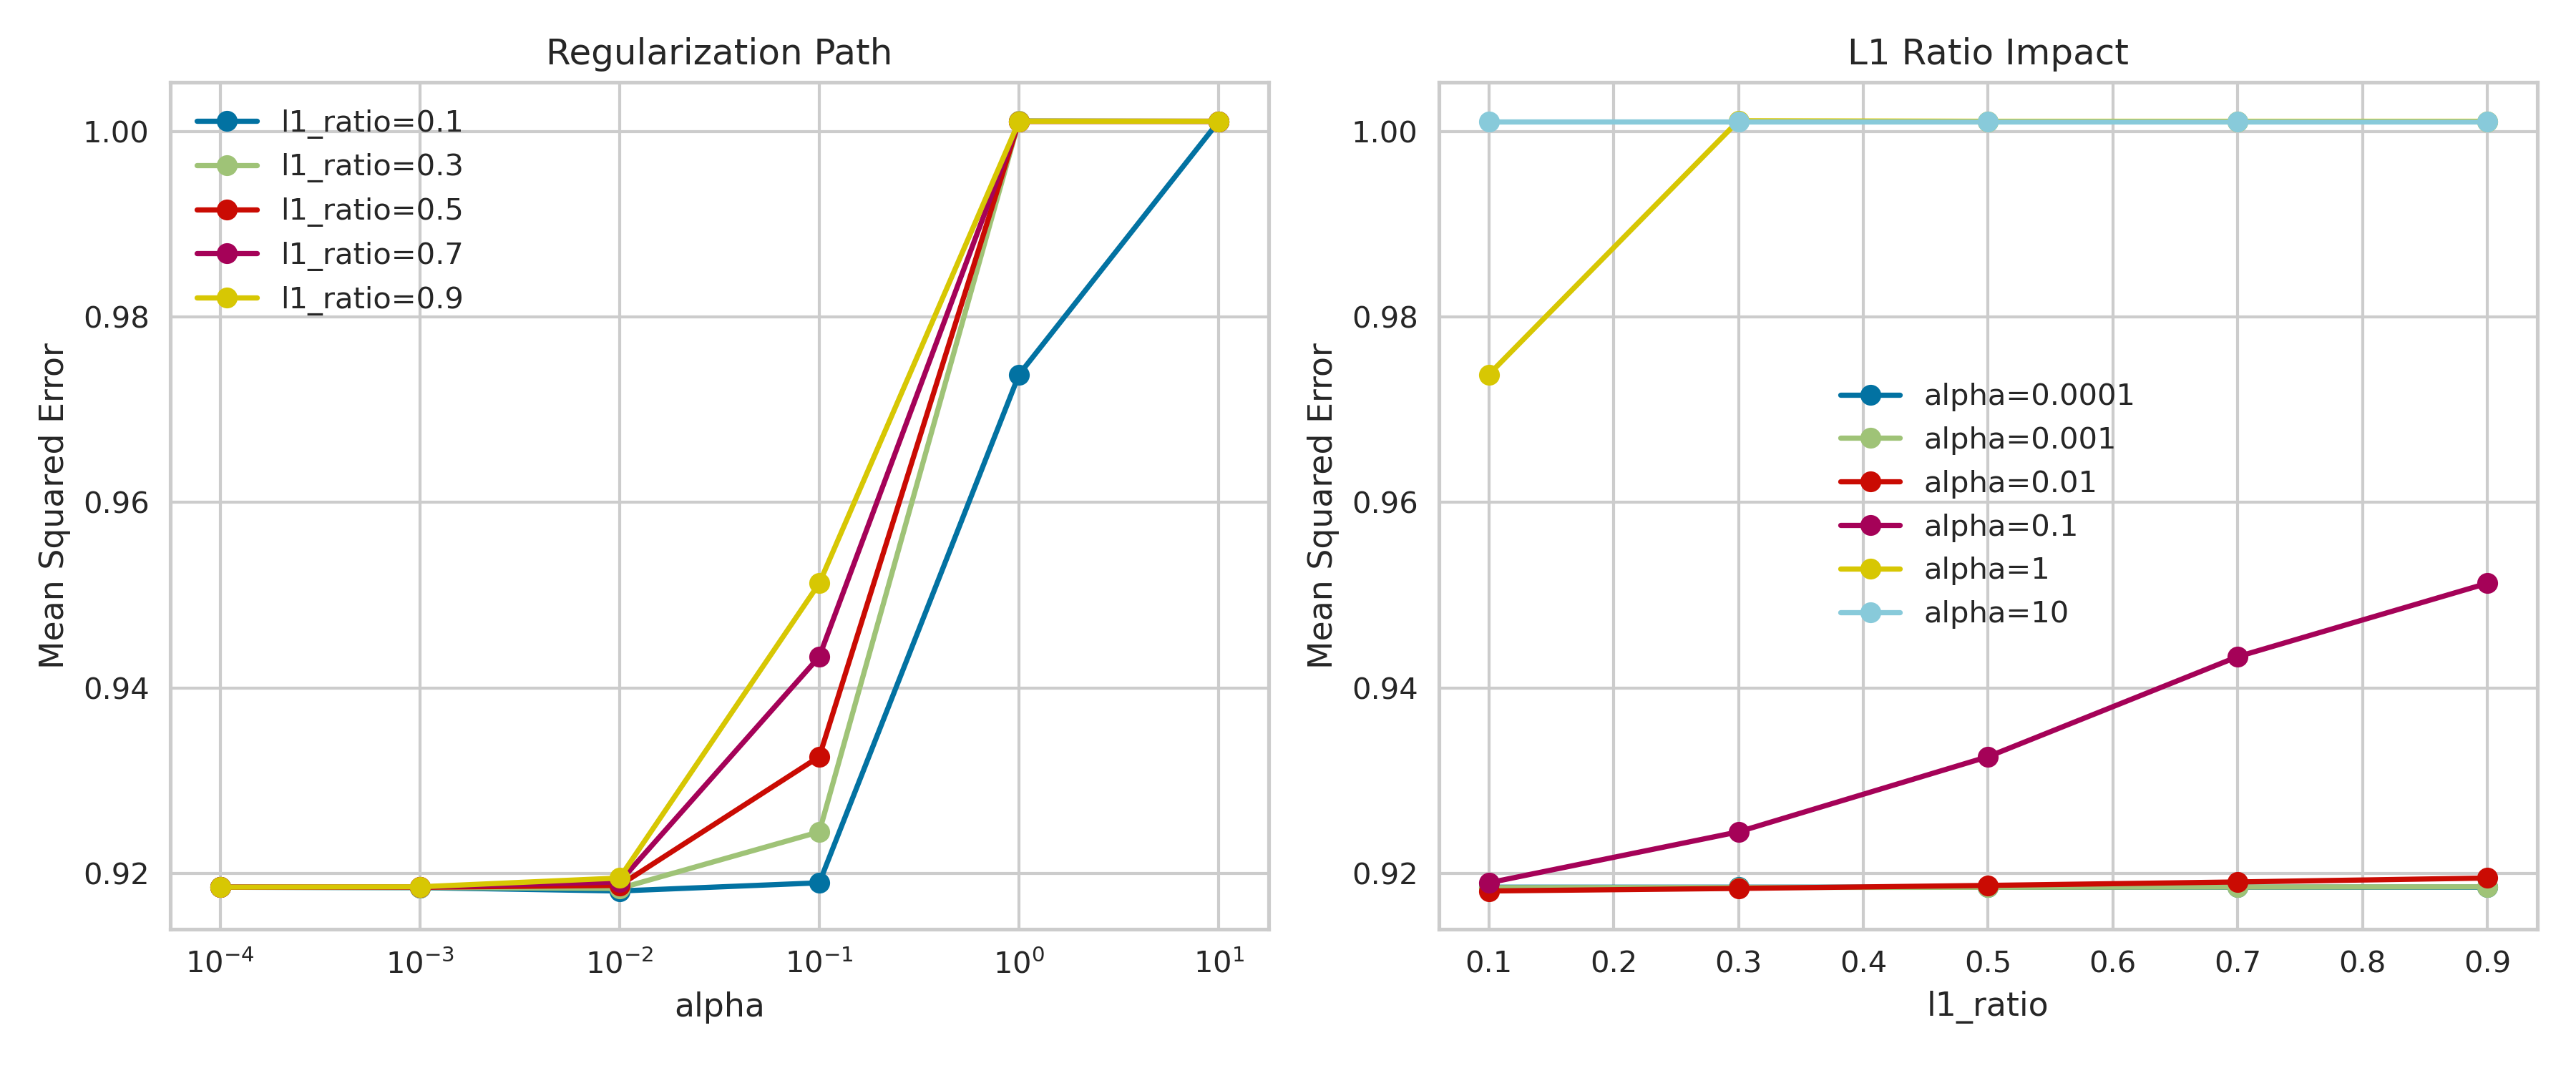 Regularization Path
Mean Squared Error
1.00
0.98
0.96
0.94
0.92
l1_ratio=0.1
l1_ratio=0.3
l1_ratio=0.5
l1_ratio=0.7
l1_ratio=0.9
10⁻⁴ 10⁻³ 10⁻² 10⁻¹ 10⁰ 10¹
alpha
L1 Ratio Impact
Mean Squared Error
1.00
0.98
0.96
0.94
0.92
alpha=0.0001
alpha=0.001
alpha=0.01
alpha=0.1
alpha=1
alpha=10
0.1 0.2 0.3 0.4 0.5 0.6 0.7 0.8 0.9
l1_ratio